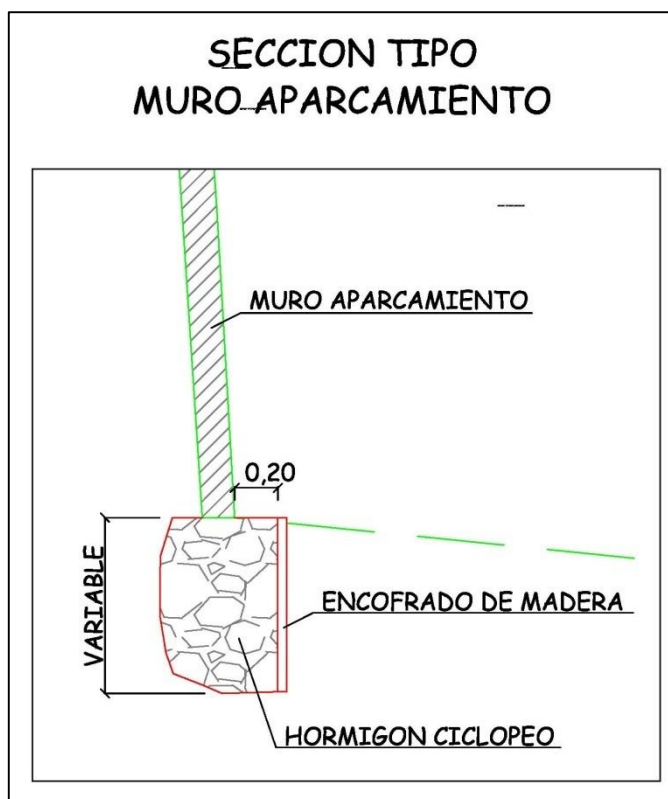 SECCION TIPO
MURO APARCAMIENTO
MURO APARCAMIENTO
0,20
VARIABLE
ENCOFRADO DE MADERA
HORMIGON CICLOPEO